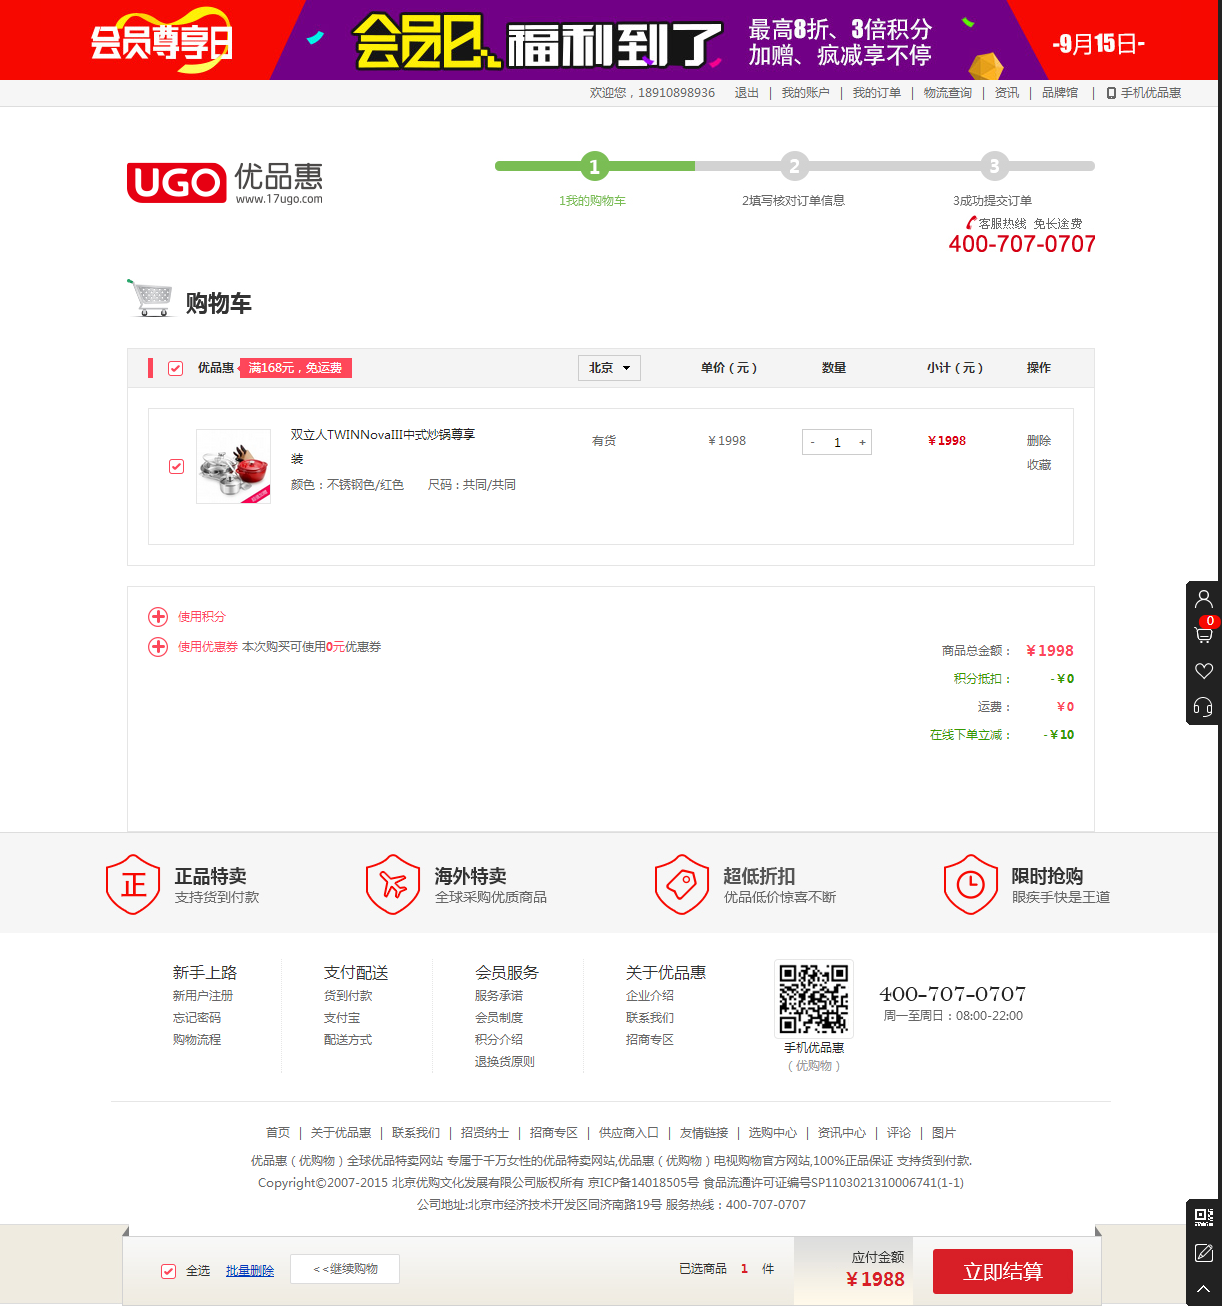 会员尊享日
会员日、福利到了
最高8折、3倍积分
加赠、疯减享不停
-9月15日-
欢迎您，18910898936 退出 | 我的账户 | 我的订单 | 物流查询 | 资讯 | 品牌馆 | 手机优品惠
UGO 优品惠
www.17ugo.com
1 2 3
1我的购物车 2填写核对订单信息 3成功提交订单
客服热线 免长途费
400-707-0707
购物车
优品惠 满168元，免运费 北京 单价（元） 数量 小计（元） 操作
双立人TWINNovaIII中式炒锅尊享
装
颜色：不锈钢色/红色 尺码：共同/共同
有货 ￥1998 - 1 + ￥1998 删除
收藏
使用积分
使用优惠券 本次购买可使用0元优惠券
商品总金额： ￥1998
积分抵扣： -￥0
运费： ￥0
在线下单立减： -￥10
0
正 正品特卖
支持货到付款
海外特卖
全球采购优质商品
超低折扣
优品低价惊喜不断
限时抢购
眼疾手快是王道
新手上路
新用户注册
忘记密码
购物流程
支付配送
货到付款
支付宝
配送方式
会员服务
服务承诺
会员制度
积分介绍
退换货原则
关于优品惠
企业介绍
联系我们
招商专区
手机优品惠
（优购物）
400-707-0707
周一至周日：08:00-22:00
首页 | 关于优品惠 | 联系我们 | 招贤纳士 | 招商专区 | 供应商入口 | 友情链接 | 选购中心 | 资讯中心 | 评论 | 图片
优品惠（优购物）全球优品特卖网站 专属于千万女性的优品特卖网站,优品惠（优购物）电视购物官方网站,100%正品保证 支持货到付款.
Copyright©2007-2015 北京优购文化发展有限公司版权所有 京ICP备14018505号 食品流通许可证编号SP1103021310006741(1-1)
公司地址:北京市经济技术开发区同济南路19号 服务热线：400-707-0707
全选 批量删除 <<继续购物 已选商品 1 件 应付金额
￥1988
立即结算